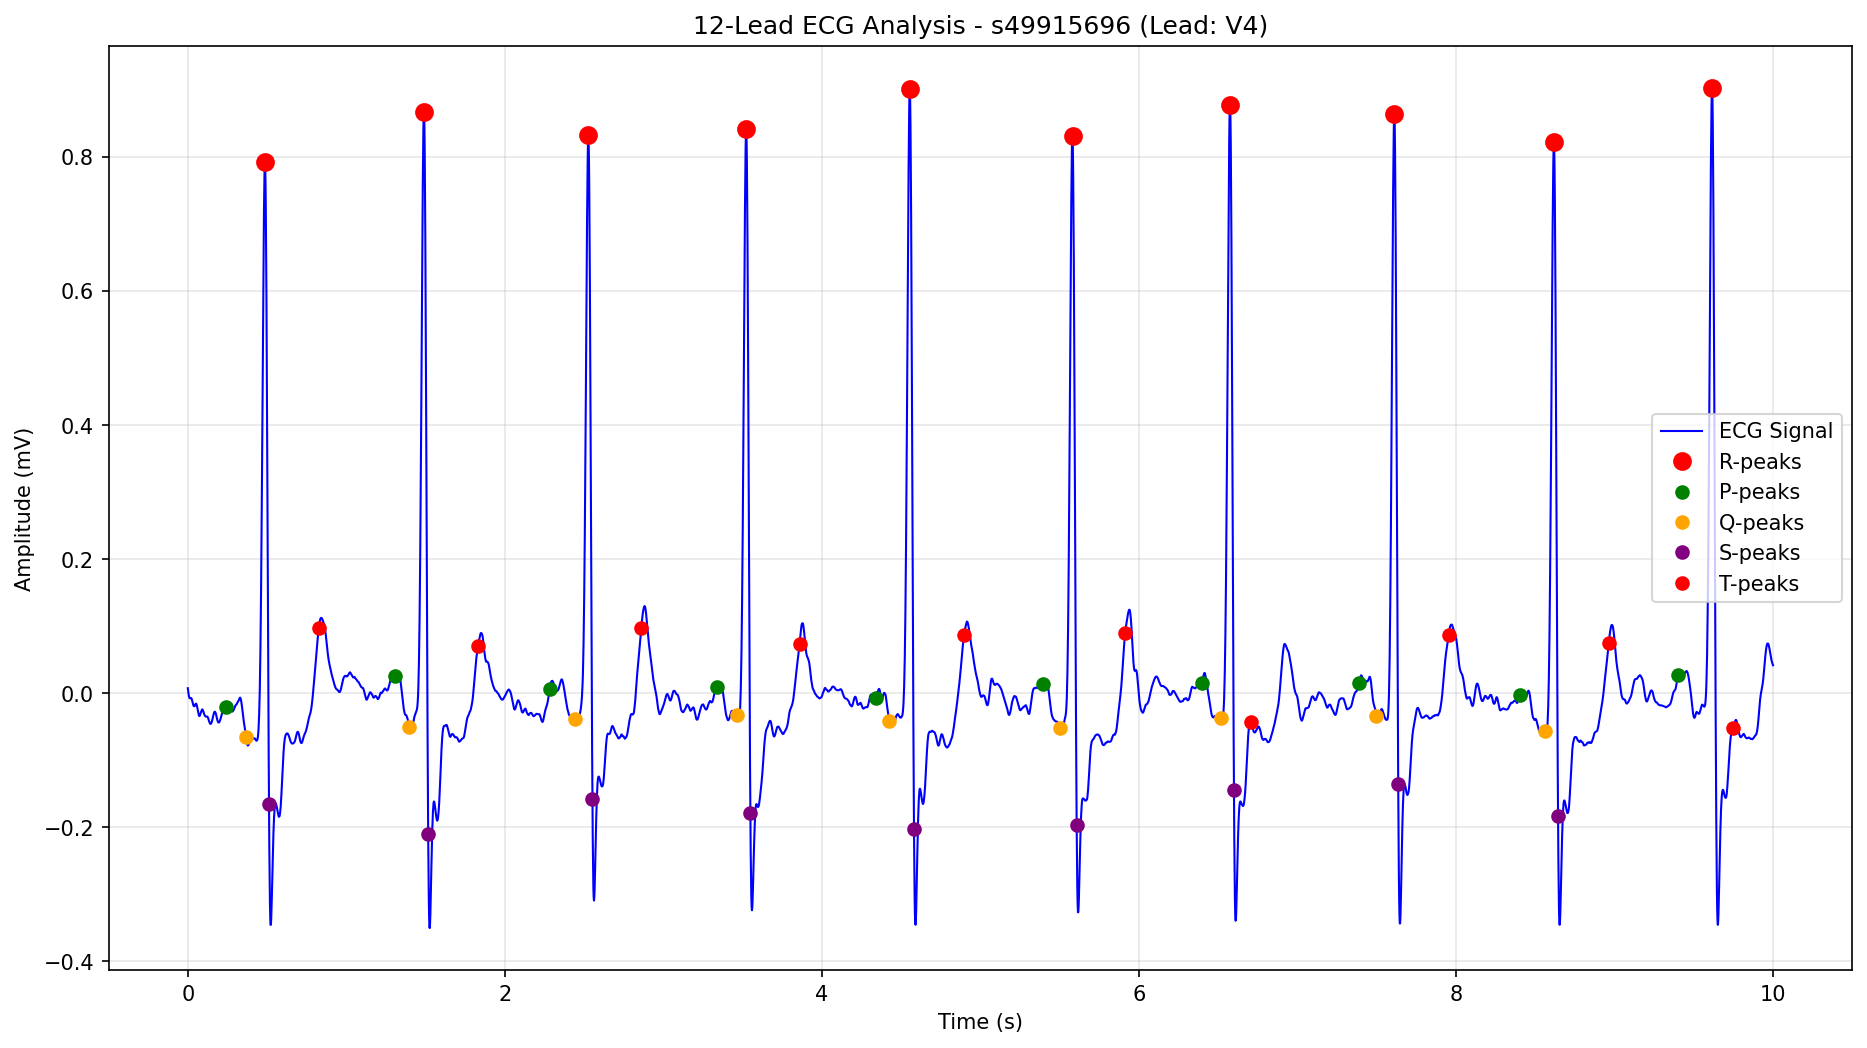 12-Lead ECG Analysis - s49915696 (Lead: V4)
Amplitude (mV)
0.8
0.6
0.4
0.2
0.0
−0.2
−0.4
ECG Signal
R-peaks
P-peaks
Q-peaks
S-peaks
T-peaks
0 2 4 6 8 10
Time (s)